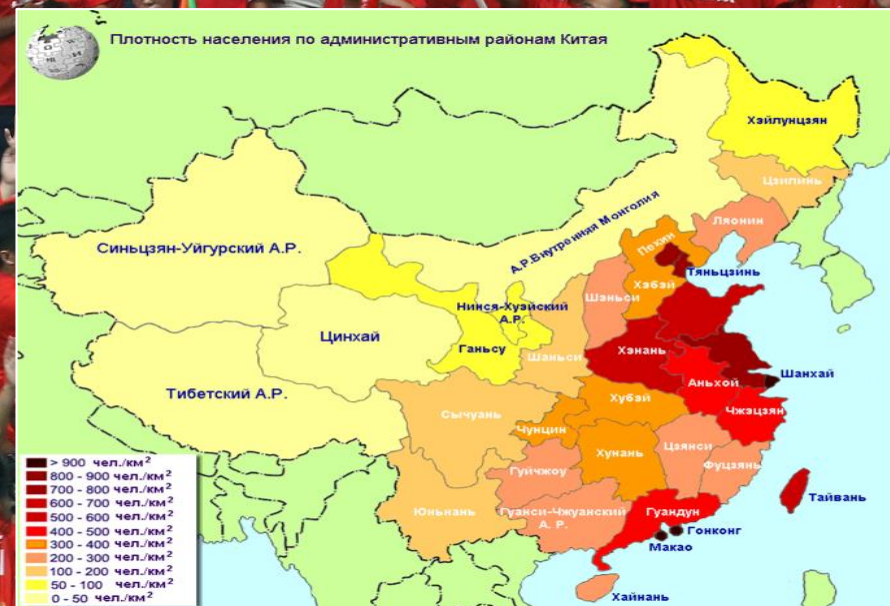 Плотность населения по административным районам Китая
Хэйлунцзян
Цзилинь
Ляонин
А.Р.Внутренняя Монголия
Синьцзян-Уйгурский А.Р.
Пекин
Тяньцзинь
Хэбэй
Шэньси
Нинся-Хуэйский
А.Р.
Цинхай
Ганьсу
Шаньси
Хэнань
Шанхай
Аньхой
Тибетский А.Р.
Чжэцзян
Сычуань
Хубэй
Чунцин
Хунань
Цзянси
Гуйчжоу
Фуцзянь
Тайвань
Юньнань
Гуанси-Чжуанский
А. Р.
Гуандун
Гонконг
Макао
Хайнань
> 900 чел./км²
800 - 900 чел./км²
700 - 800 чел./км²
600 - 700 чел./км²
500 - 600 чел./км²
400 - 500 чел./км²
300 - 400 чел./км²
200 - 300 чел./км²
100 - 200 чел./км²
50 - 100 чел./км²
0 - 50 чел./км²